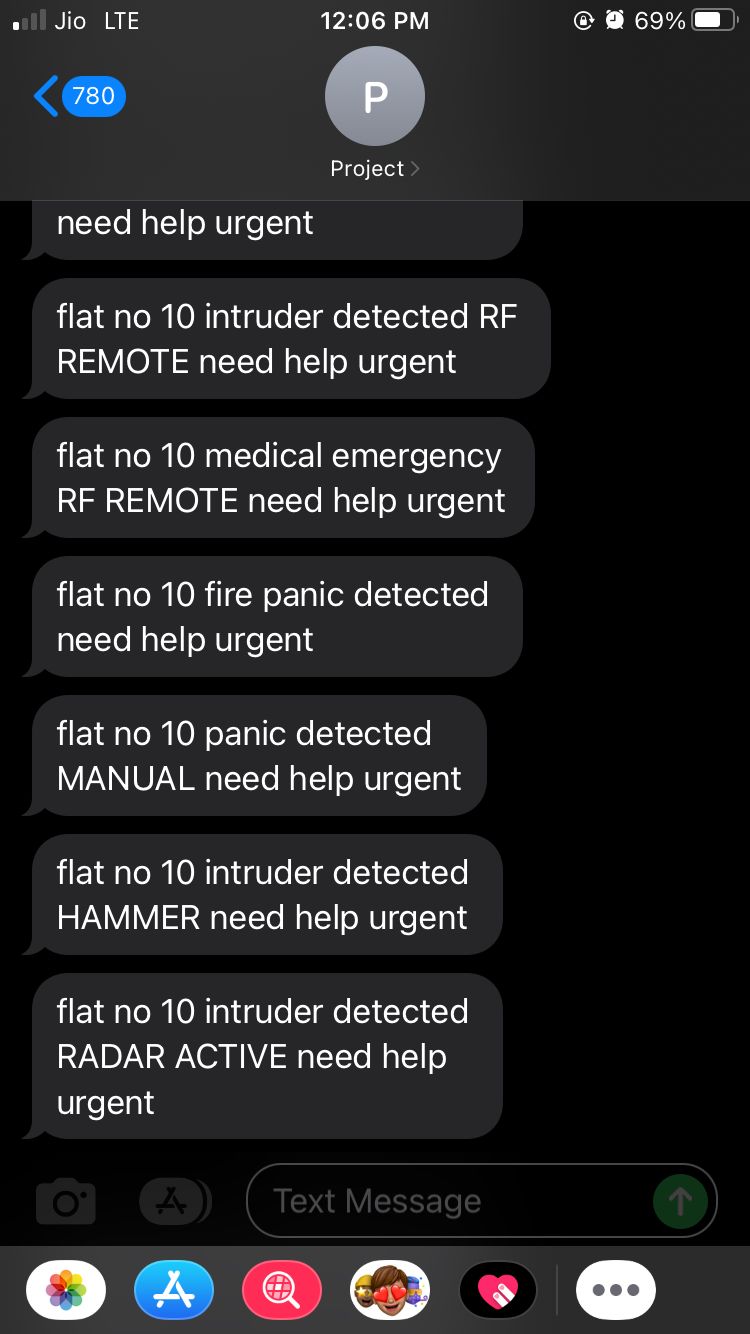 Jio LTE 12:06 PM 69%
780
P
Project
need help urgent
flat no 10 intruder detected RF
REMOTE need help urgent
flat no 10 medical emergency
RF REMOTE need help urgent
flat no 10 fire panic detected
need help urgent
flat no 10 panic detected
MANUAL need help urgent
flat no 10 intruder detected
HAMMER need help urgent
flat no 10 intruder detected
RADAR ACTIVE need help
urgent
Text Message